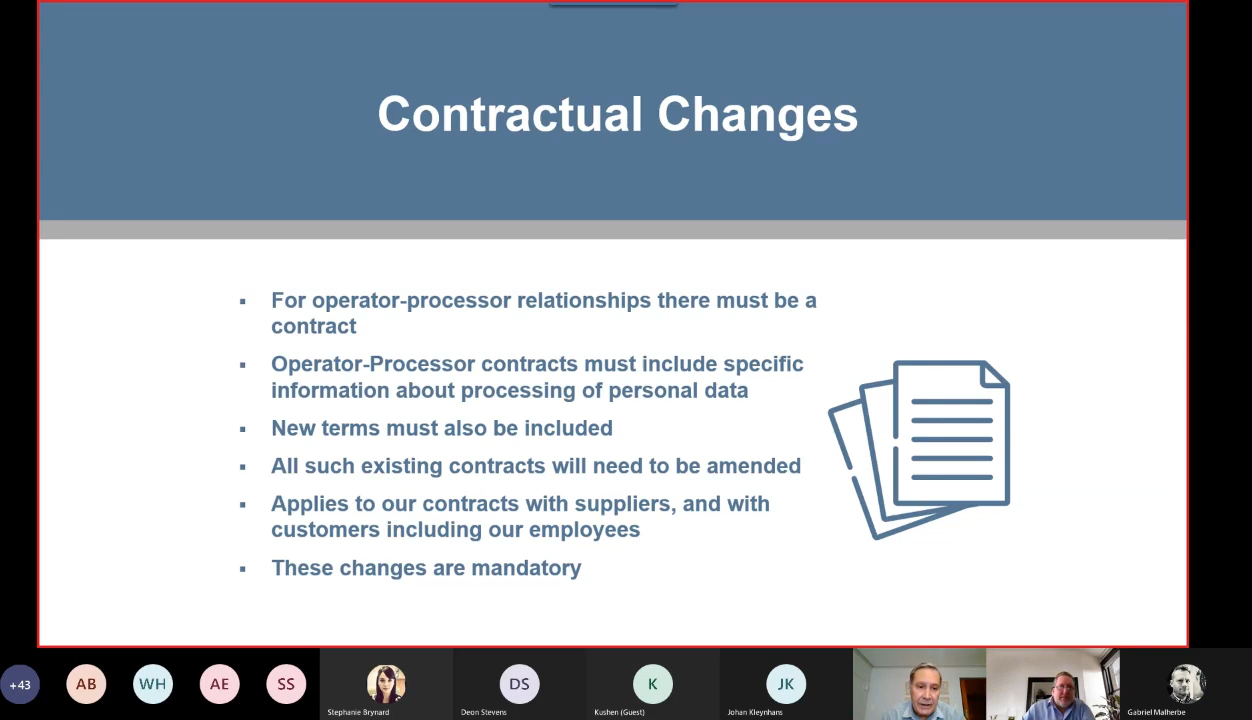 Contractual Changes
▪ For operator-processor relationships there must be a
contract
▪ Operator-Processor contracts must include specific
information about processing of personal data
▪ New terms must also be included
▪ All such existing contracts will need to be amended
▪ Applies to our contracts with suppliers, and with
customers including our employees
▪ These changes are mandatory
+43
AB
WH
AE
SS
Stephanie Brynard
DS
Deon Stevens
K
Kushen (Guest)
JK
Johan Kleynhans
Gabriel Malherbe